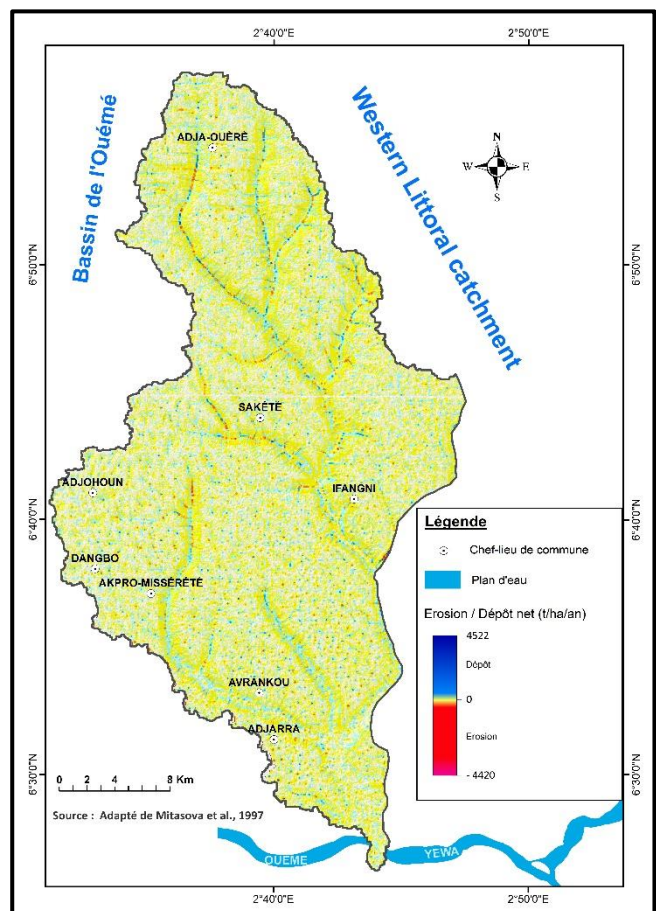 2°40'0"E
2°50'0"E
Bassin de l'Ouémé
Western Littoral catchment
N
W
E
S
ADJA-OUÈRÈ
6°50'0"N
6°50'0"N
SAKÉTÉ
ADJOHOUN
IFANGNI
6°40'0"N
6°40'0"N
DANGBO
AKPRO-MISSÉRÉTÉ
AVRANKOU
ADJARRA
6°30'0"N
6°30'0"N
Légende
Chef-lieu de commune
Plan d'eau
Erosion / Dépôt net (t/ha/an)
4522
Dépôt
0
Erosion
- 4420
0 2 4 8 Km
Source : Adapté de Mitasova et al., 1997
OUEME
YEWA
2°40'0"E
2°50'0"E